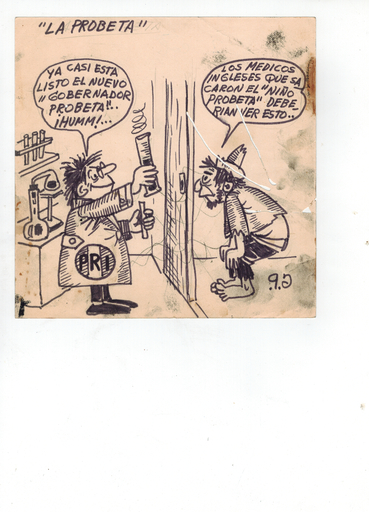 "LA PROBETA"
YA CASI ESTA
LISTO EL NUEVO
"GOBERNADOR
PROBETA"..
¡HUMM!...
LOS MEDICOS
INGLESES QUE SA
CARON EL "NIÑO
PROBETA" DEBE
RIAN VER ESTO..
PRI
G.P.